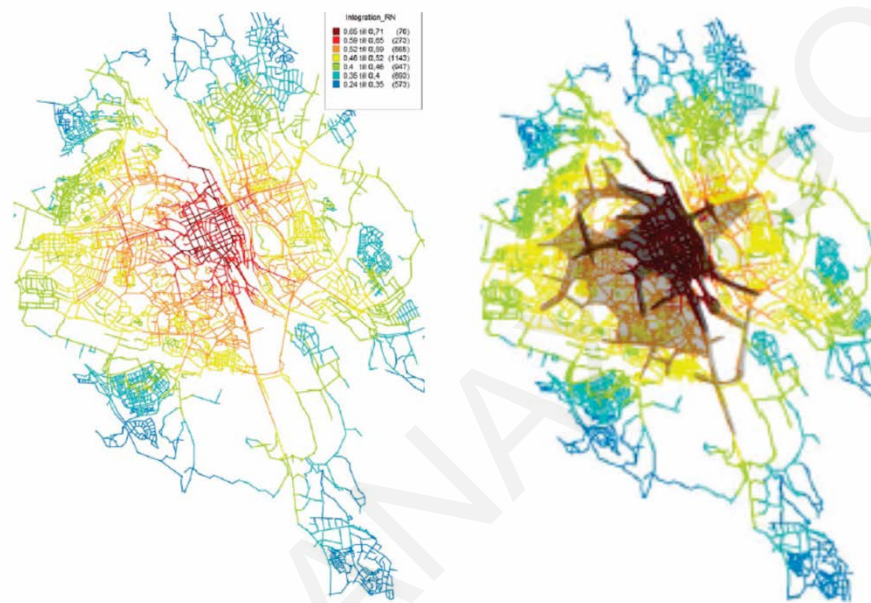 Integration_RN
0,65 till 0,71 (76)
0,59 till 0,65 (273)
0,52 till 0,59 (668)
0,46 till 0,52 (1143)
0,4 till 0,46 (947)
0,35 till 0,4 (693)
0,24 till 0,35 (573)